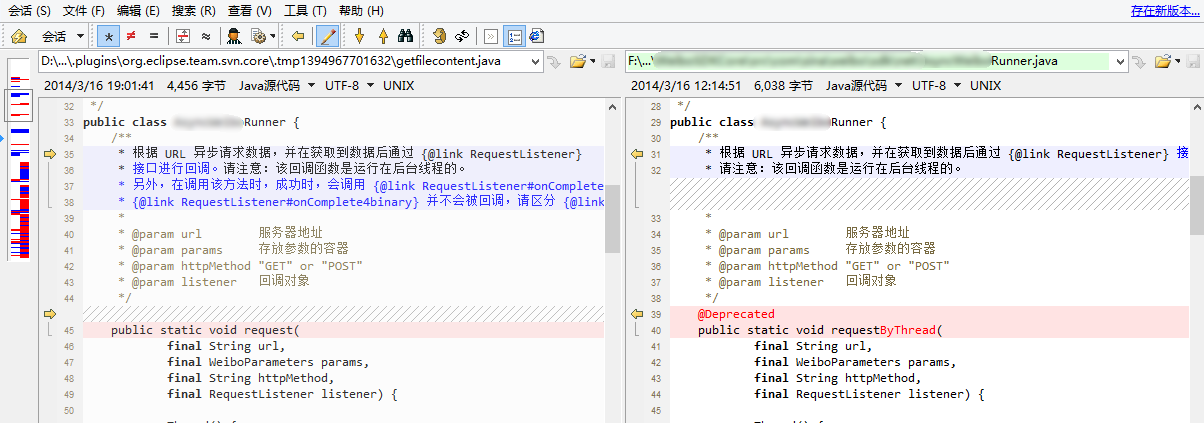 会话 (S) 文件 (F) 编辑 (E) 搜索 (R) 查看 (V) 工具 (T) 帮助 (H) 存在新版本...
会话
D:\...\.plugins\org.eclipse.team.svn.core\.tmp1394967701632\getfilecontent.java
2014/3/16 19:01:41 4,456 字节 Java源代码 UTF-8 UNIX
32 */
33 public class Runner {
34 /**
35 * 根据 URL 异步请求数据，并在获取到数据后通过 {@link RequestListener}
36 * 接口进行回调。请注意：该回调函数是运行在后台线程的。
37 * 另外，在调用该方法时，成功时，会调用 {@link RequestListener#onComplete
38 * {@link RequestListener#onComplete4binary} 并不会被回调，请区分 {@link
39 *
40 * @param url 服务器地址
41 * @param params 存放参数的容器
42 * @param httpMethod "GET" or "POST"
43 * @param listener 回调对象
44 */
45 public static void request(
46 final String url,
47 final WeiboParameters params,
48 final String httpMethod,
49 final RequestListener listener) {
50
F:\... Runner.java
2014/3/16 12:14:51 6,038 字节 Java源代码 UTF-8 UNIX
28 */
29 public class Runner {
30 /**
31 * 根据 URL 异步请求数据，并在获取到数据后通过 {@link RequestListener} 接
32 * 请注意：该回调函数是运行在后台线程的。
33 *
34 * @param url 服务器地址
35 * @param params 存放参数的容器
36 * @param httpMethod "GET" or "POST"
37 * @param listener 回调对象
38 */
39 @Deprecated
40 public static void requestByThread(
41 final String url,
42 final WeiboParameters params,
43 final String httpMethod,
44 final RequestListener listener) {
45